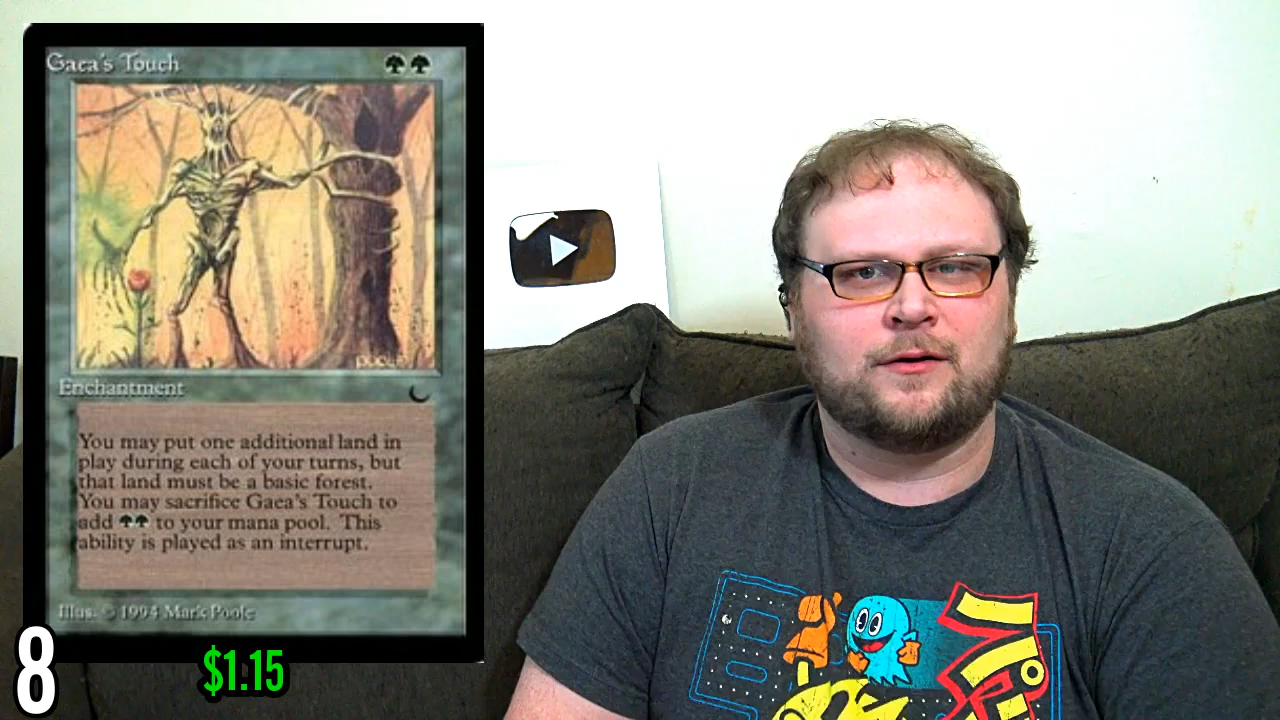 Gaea's Touch
Enchantment
You may put one additional land in
play during each of your turns, but
that land must be a basic forest.
You may sacrifice Gaea's Touch to
add to your mana pool. This
ability is played as an interrupt.
Illus. © 1994 Mark Poole
8
$1.15